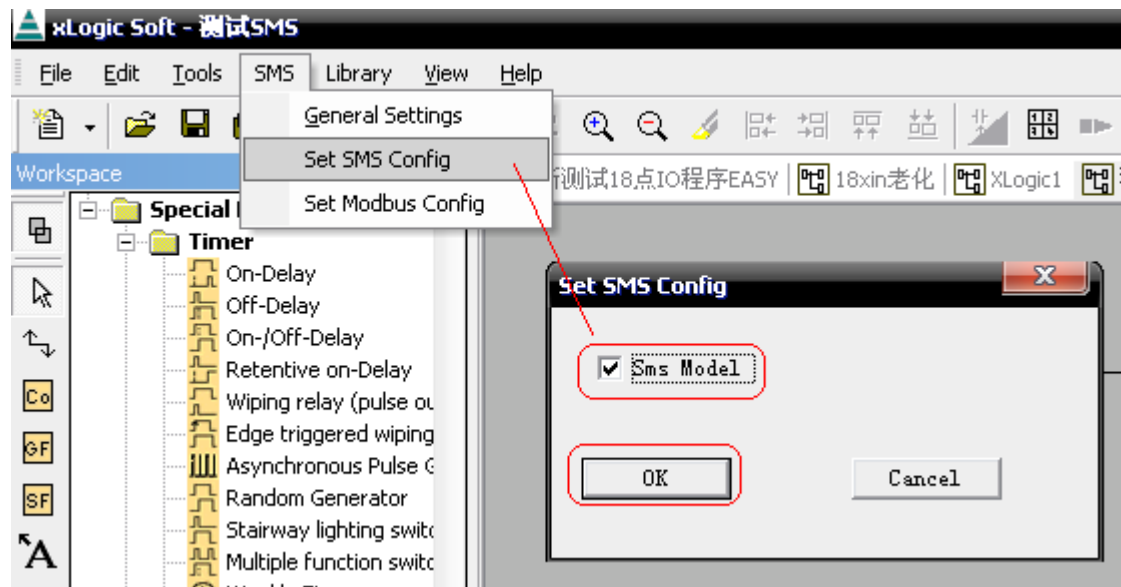 xLogic Soft - 测试SMS
File Edit Tools SMS Library View Help
General Settings
Set SMS Config
Set Modbus Config
Workspace
测试18点IO程序EASY 18xin老化 XLogic1
Special
Timer
On-Delay
Off-Delay
On-/Off-Delay
Retentive on-Delay
Wiping relay (pulse ou
Edge triggered wiping
Asynchronous Pulse G
Random Generator
Stairway lighting switc
Multiple function switc
Co
GF
SF
A
Set SMS Config
Sms Model
OK Cancel